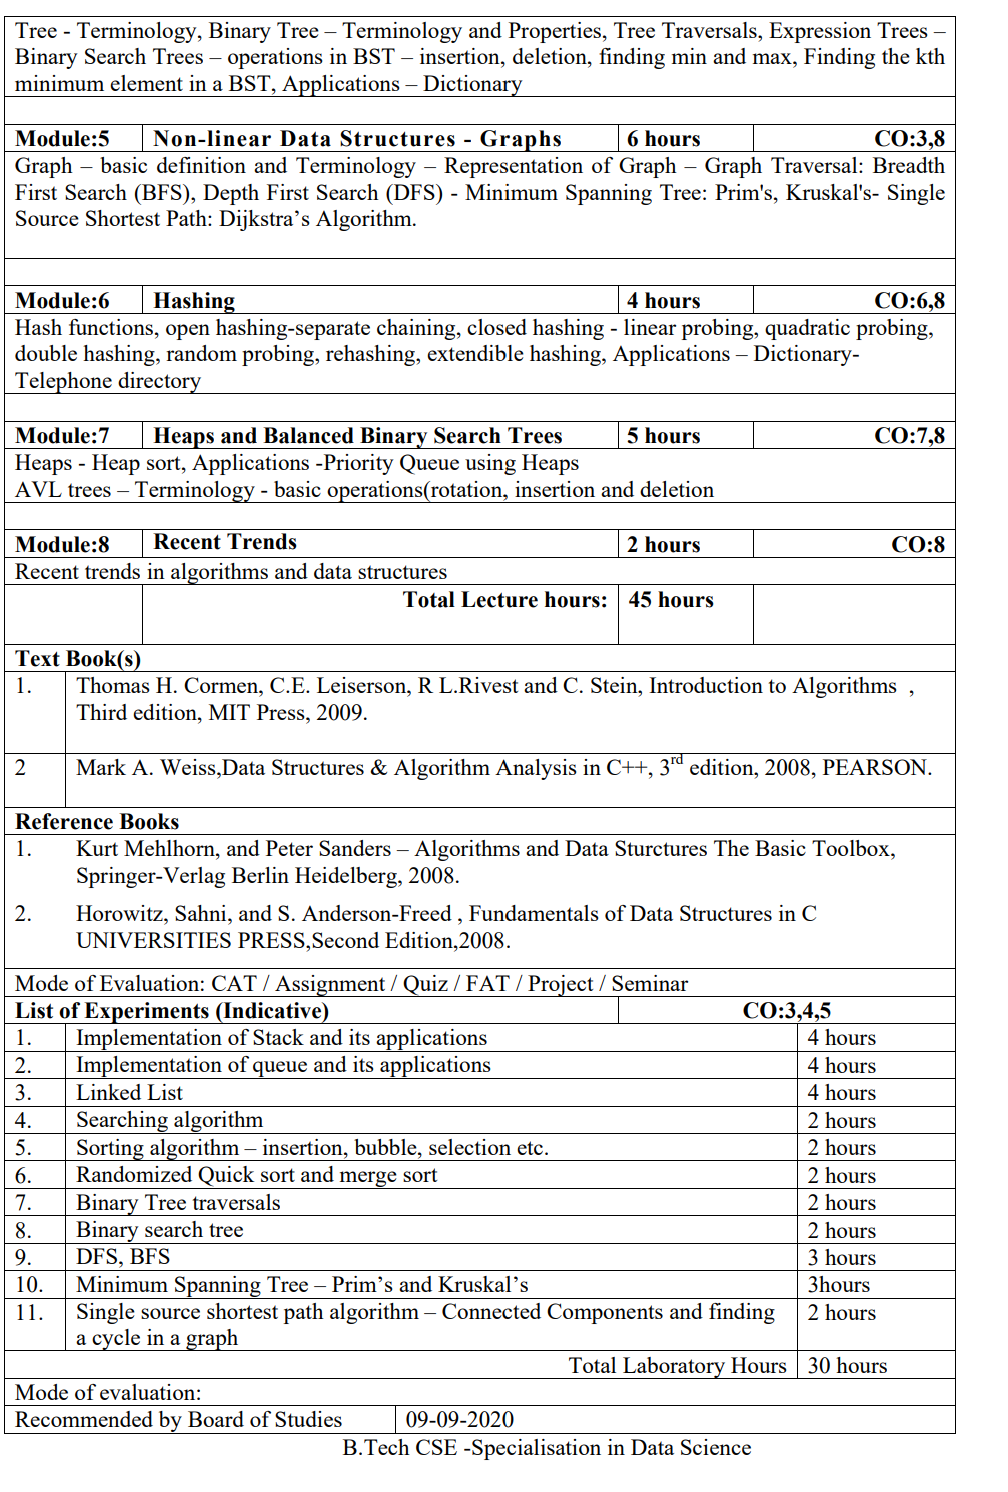 Tree - Terminology, Binary Tree – Terminology and Properties, Tree Traversals, Expression Trees –
Binary Search Trees – operations in BST – insertion, deletion, finding min and max, Finding the kth
minimum element in a BST, Applications – Dictionary
Module:5 Non-linear Data Structures - Graphs 6 hours CO:3,8
Graph – basic definition and Terminology – Representation of Graph – Graph Traversal: Breadth
First Search (BFS), Depth First Search (DFS) - Minimum Spanning Tree: Prim's, Kruskal's- Single
Source Shortest Path: Dijkstra’s Algorithm.
Module:6 Hashing 4 hours CO:6,8
Hash functions, open hashing-separate chaining, closed hashing - linear probing, quadratic probing,
double hashing, random probing, rehashing, extendible hashing, Applications – Dictionary-
Telephone directory
Module:7 Heaps and Balanced Binary Search Trees 5 hours CO:7,8
Heaps - Heap sort, Applications -Priority Queue using Heaps
AVL trees – Terminology - basic operations(rotation, insertion and deletion
Module:8 Recent Trends 2 hours CO:8
Recent trends in algorithms and data structures
Total Lecture hours: 45 hours
Text Book(s)
1. Thomas H. Cormen, C.E. Leiserson, R L.Rivest and C. Stein, Introduction to Algorithms ,
Third edition, MIT Press, 2009.
2 Mark A. Weiss,Data Structures & Algorithm Analysis in C++, 3rd edition, 2008, PEARSON.
Reference Books
1. Kurt Mehlhorn, and Peter Sanders – Algorithms and Data Sturctures The Basic Toolbox,
Springer-Verlag Berlin Heidelberg, 2008.
2. Horowitz, Sahni, and S. Anderson-Freed , Fundamentals of Data Structures in C
UNIVERSITIES PRESS,Second Edition,2008.
Mode of Evaluation: CAT / Assignment / Quiz / FAT / Project / Seminar
List of Experiments (Indicative) CO:3,4,5
1. Implementation of Stack and its applications 4 hours
2. Implementation of queue and its applications 4 hours
3. Linked List 4 hours
4. Searching algorithm 2 hours
5. Sorting algorithm – insertion, bubble, selection etc. 2 hours
6. Randomized Quick sort and merge sort 2 hours
7. Binary Tree traversals 2 hours
8. Binary search tree 2 hours
9. DFS, BFS 3 hours
10. Minimum Spanning Tree – Prim’s and Kruskal’s 3hours
11. Single source shortest path algorithm – Connected Components and finding 2 hours
a cycle in a graph
Total Laboratory Hours 30 hours
Mode of evaluation:
Recommended by Board of Studies 09-09-2020
B.Tech CSE -Specialisation in Data Science